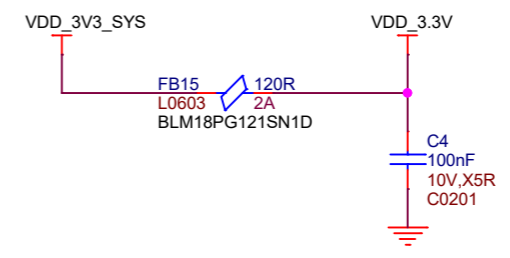 VDD_3V3_SYS
VDD_3.3V
FB15 120R
L0603 2A
BLM18PG121SN1D
C4
100nF
10V,X5R
C0201